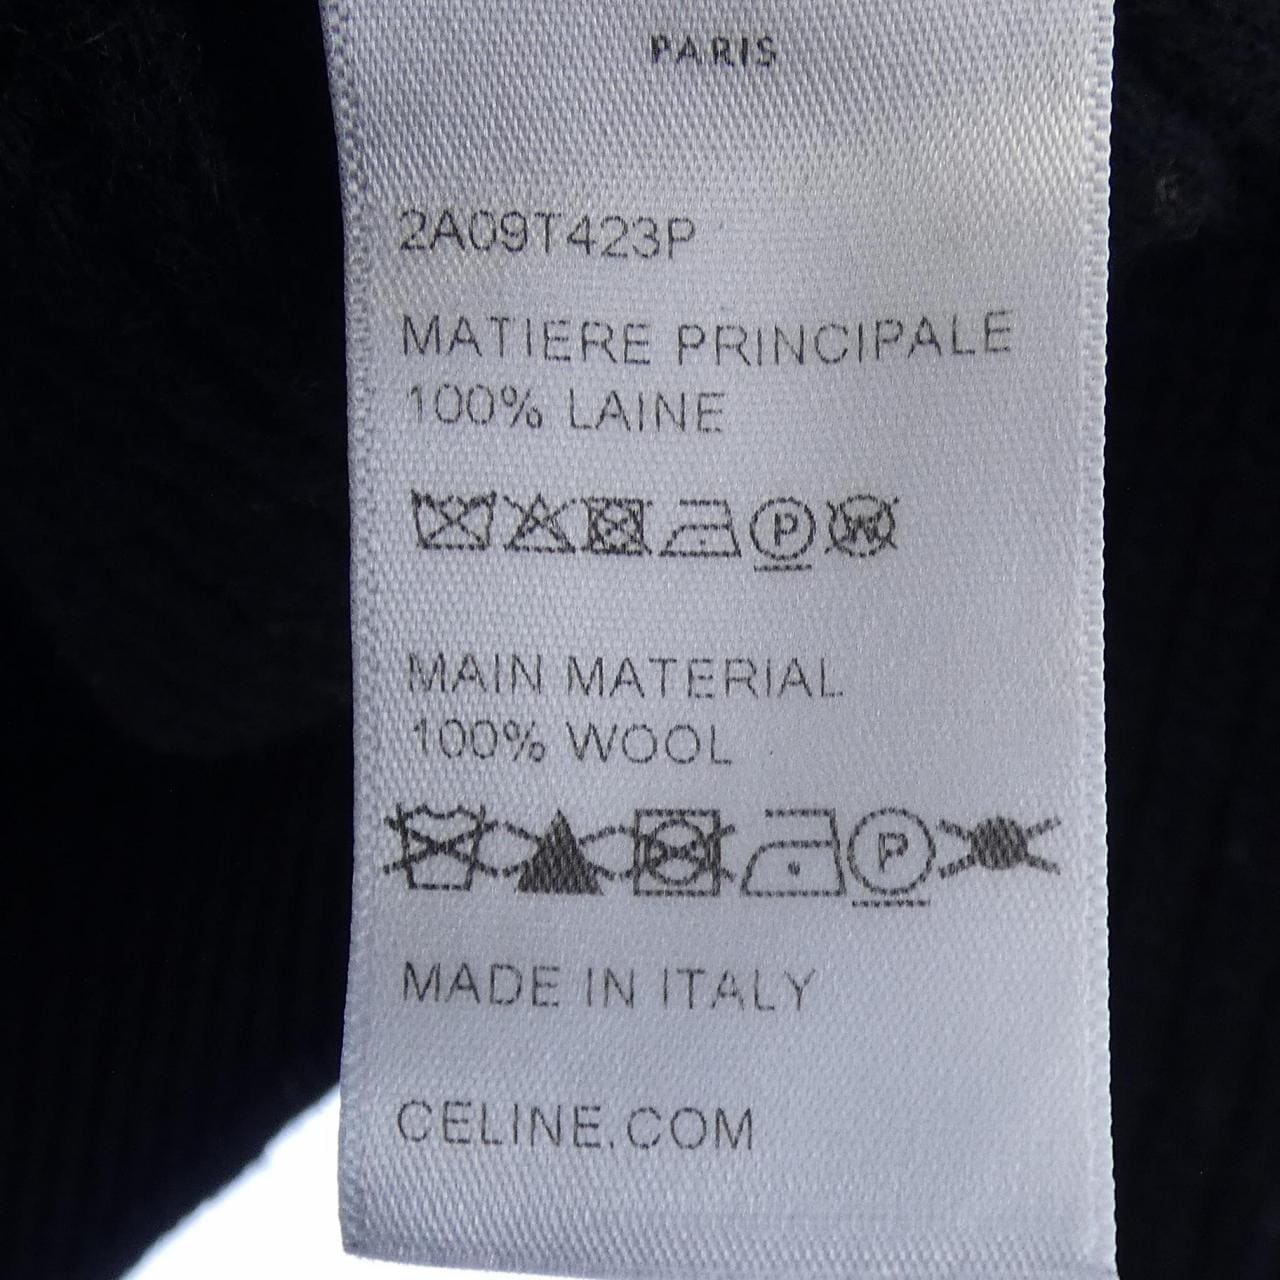 PARIS
2A09T423P
MATIERE PRINCIPALE
100% LAINE
P W
MAIN MATERIAL
100% WOOL
P
MADE IN ITALY
CELINE.COM